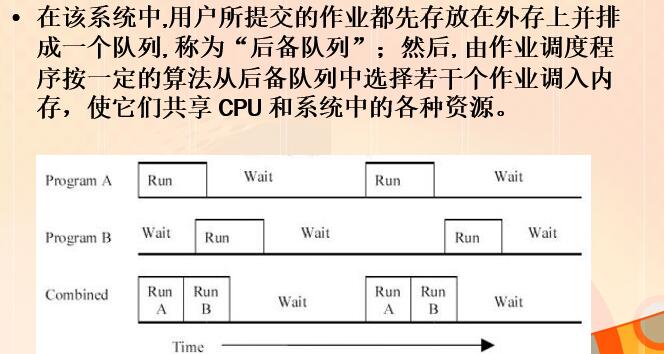 • 在该系统中,用户所提交的作业都先存放在外存上并排
成一个队列,称为“后备队列”；然后,由作业调度程
序按一定的算法从后备队列中选择若干个作业调入内
存，使它们共享 CPU 和系统中的各种资源。
Program A Run Wait Run Wait
Program B Wait Run Wait Run Wait
Combined Run A Run B Wait Run A Run B Wait
Time